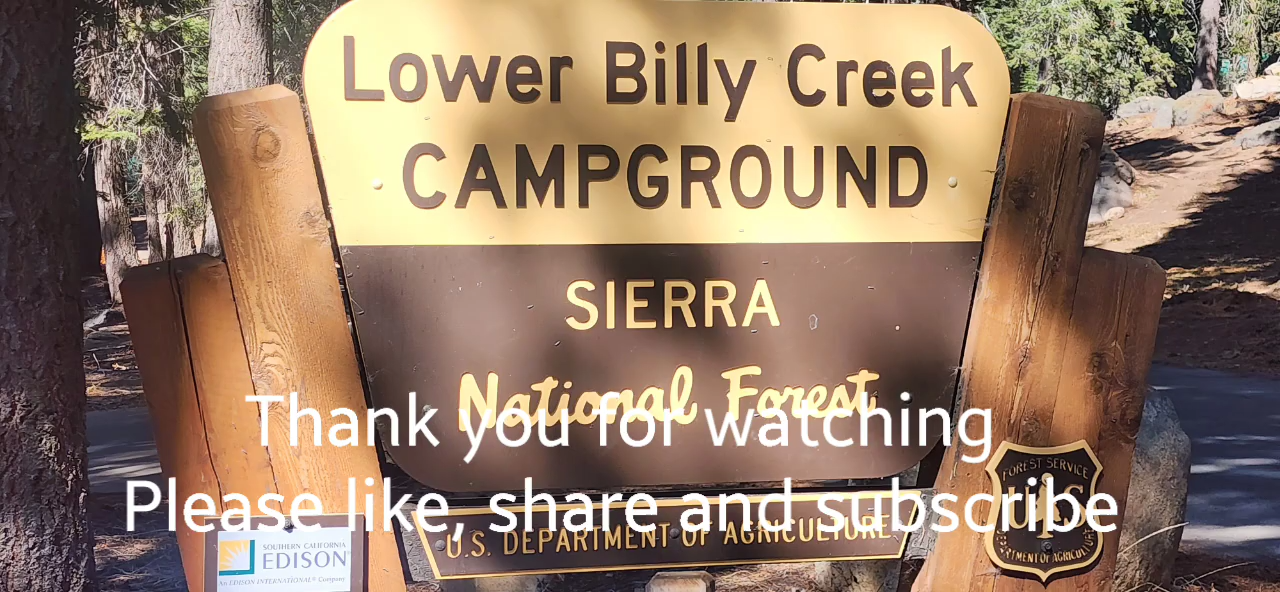 Lower Billy Creek
CAMPGROUND
SIERRA
National Forest
Thank you for watching
Please like, share and subscribe
U.S. DEPARTMENT OF AGRICULTURE
SOUTHERN CALIFORNIA
EDISON
An EDISON INTERNATIONAL® Company
FOREST SERVICE
UAS
DEPARTMENT OF AGRICULTURE